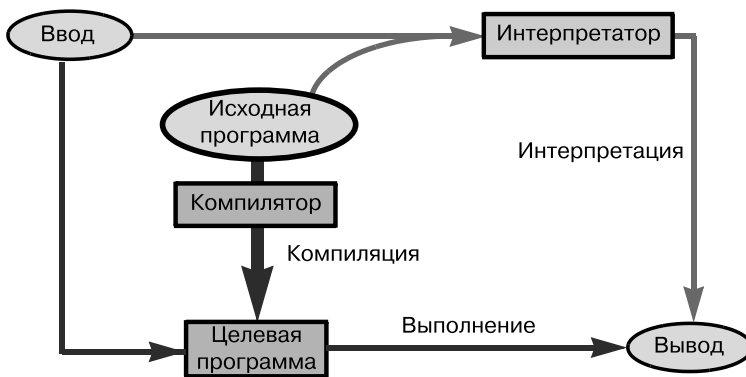 Ввод
Интерпретатор
Исходная
программа
Интерпретация
Компилятор
Компиляция
Целевая
программа
Выполнение
Вывод